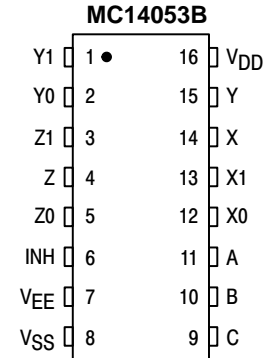 MC14053B
Y1 1 16 VDD
Y0 2 15 Y
Z1 3 14 X
Z 4 13 X1
Z0 5 12 X0
INH 6 11 A
VEE 7 10 B
VSS 8 9 C